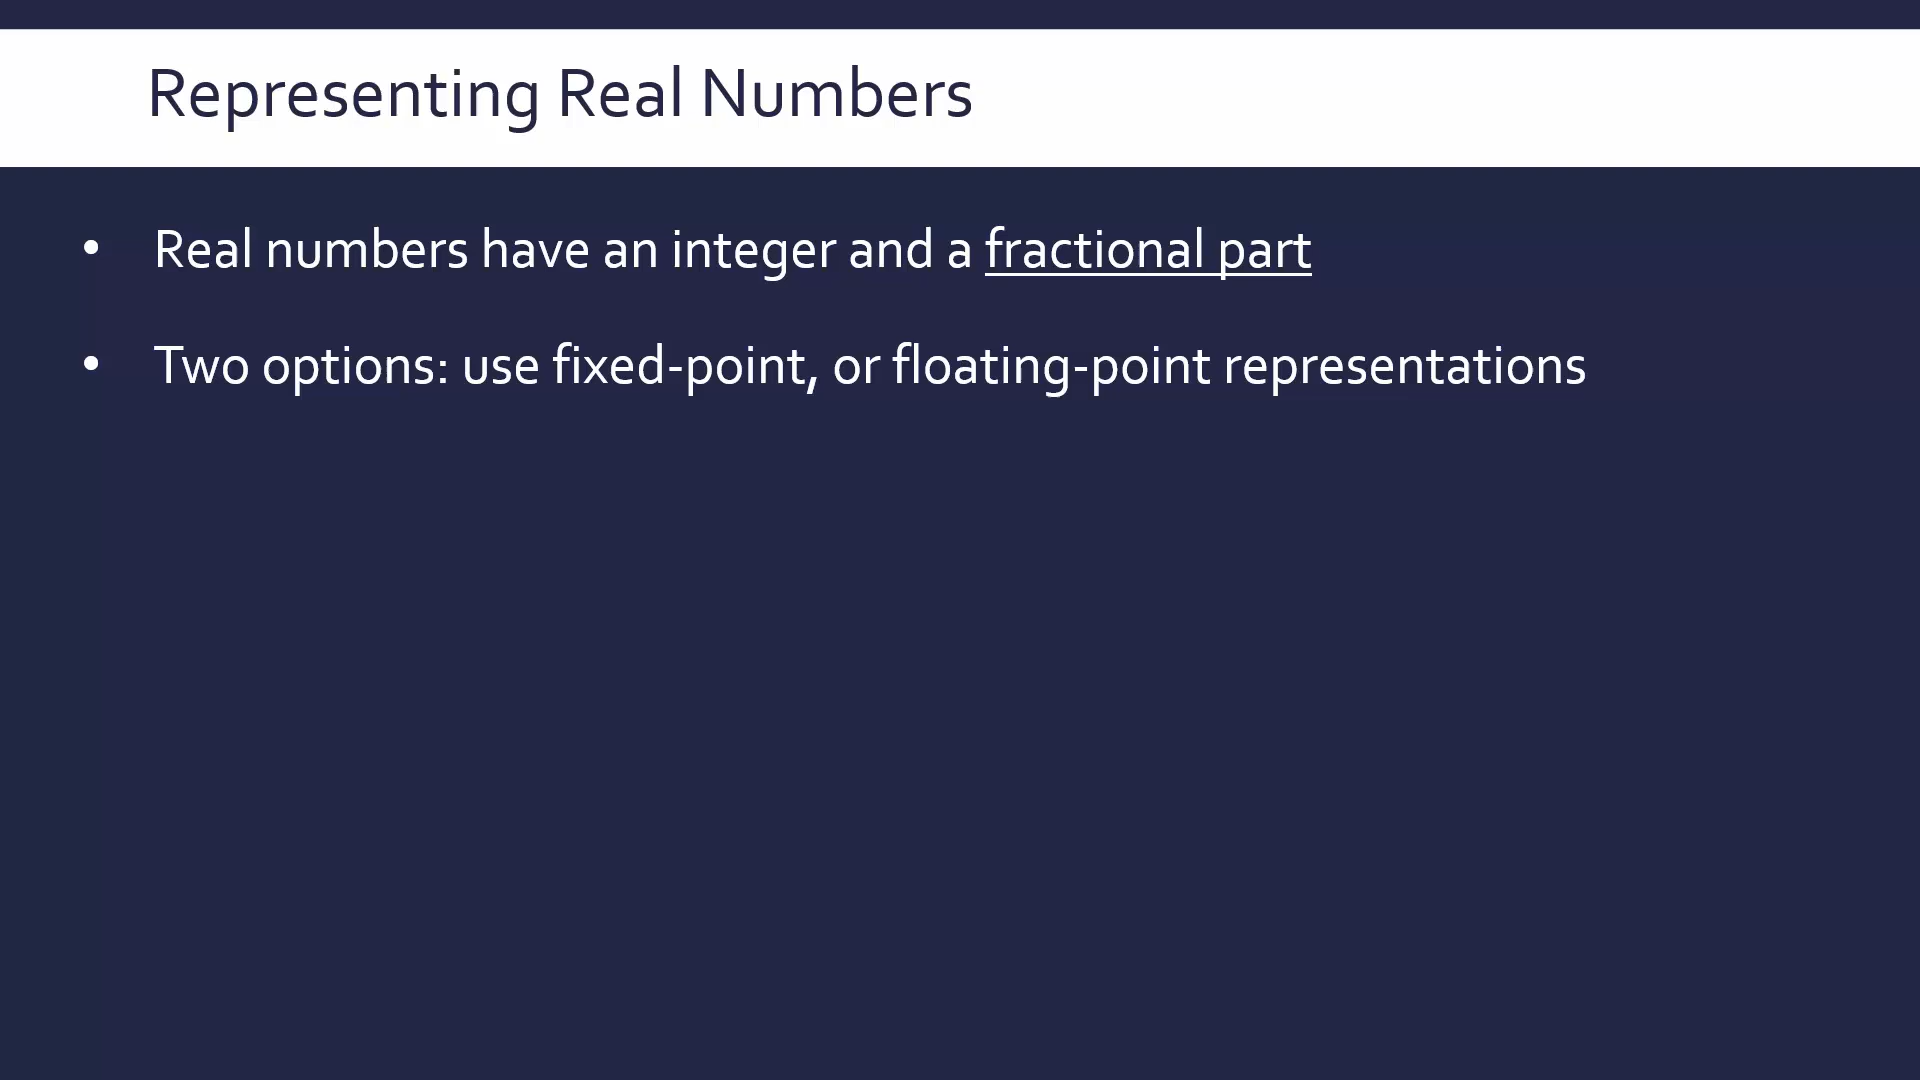 Representing Real Numbers
• Real numbers have an integer and a fractional part
• Two options: use fixed-point, or floating-point representations